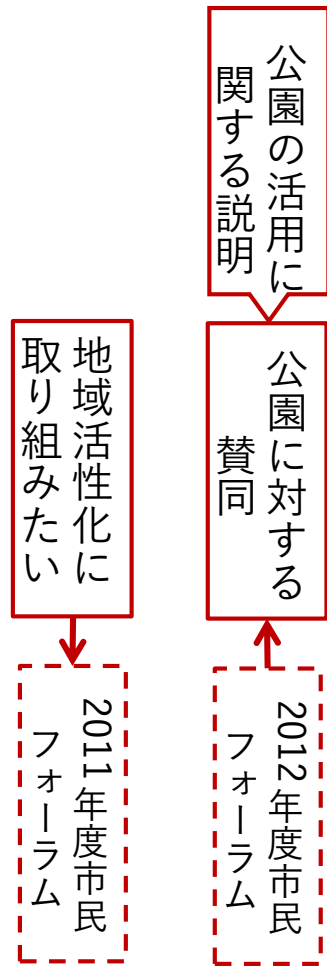 公園の活用に
関する説明
公園に対する
賛同
2012年度市民
フォーラム
地域活性化に
取り組みたい
2011年度市民
フォーラム